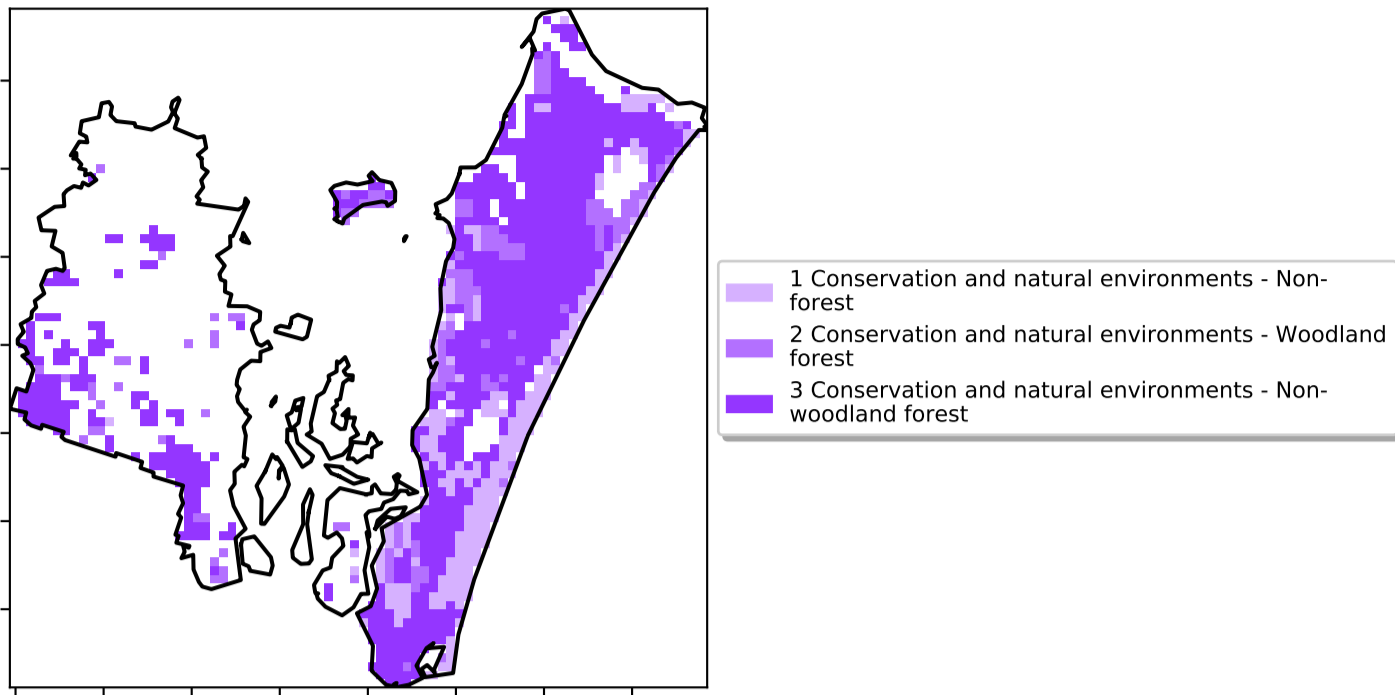 1 Conservation and natural environments - Non-
forest
2 Conservation and natural environments - Woodland
forest
3 Conservation and natural environments - Non-
woodland forest